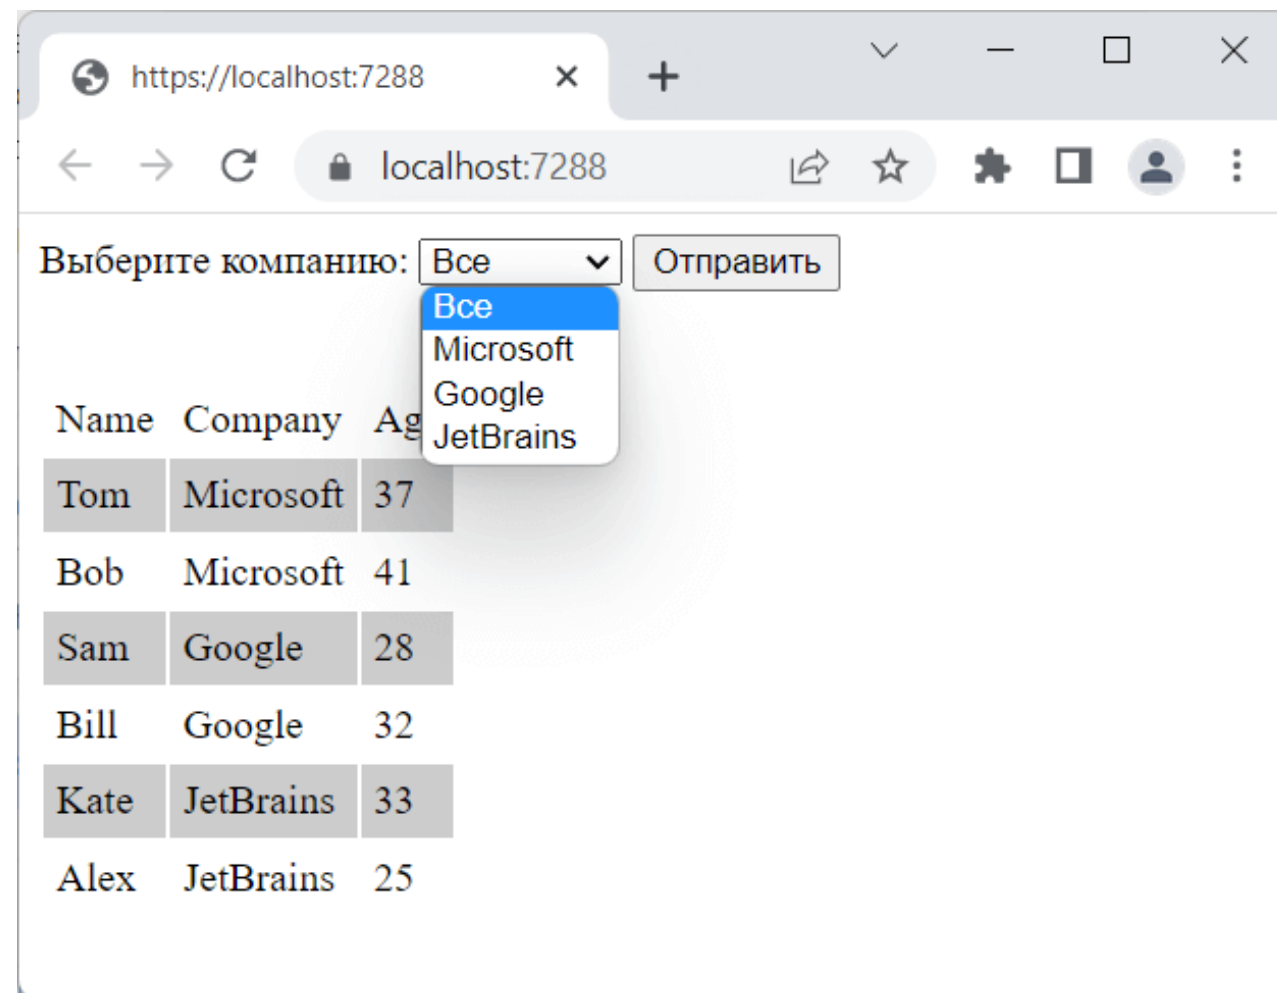 https://localhost:7288
localhost:7288
Выберите компанию: Все Отправить
Все
Microsoft
Google
JetBrains
Name Company Ag
Tom Microsoft 37
Bob Microsoft 41
Sam Google 28
Bill Google 32
Kate JetBrains 33
Alex JetBrains 25